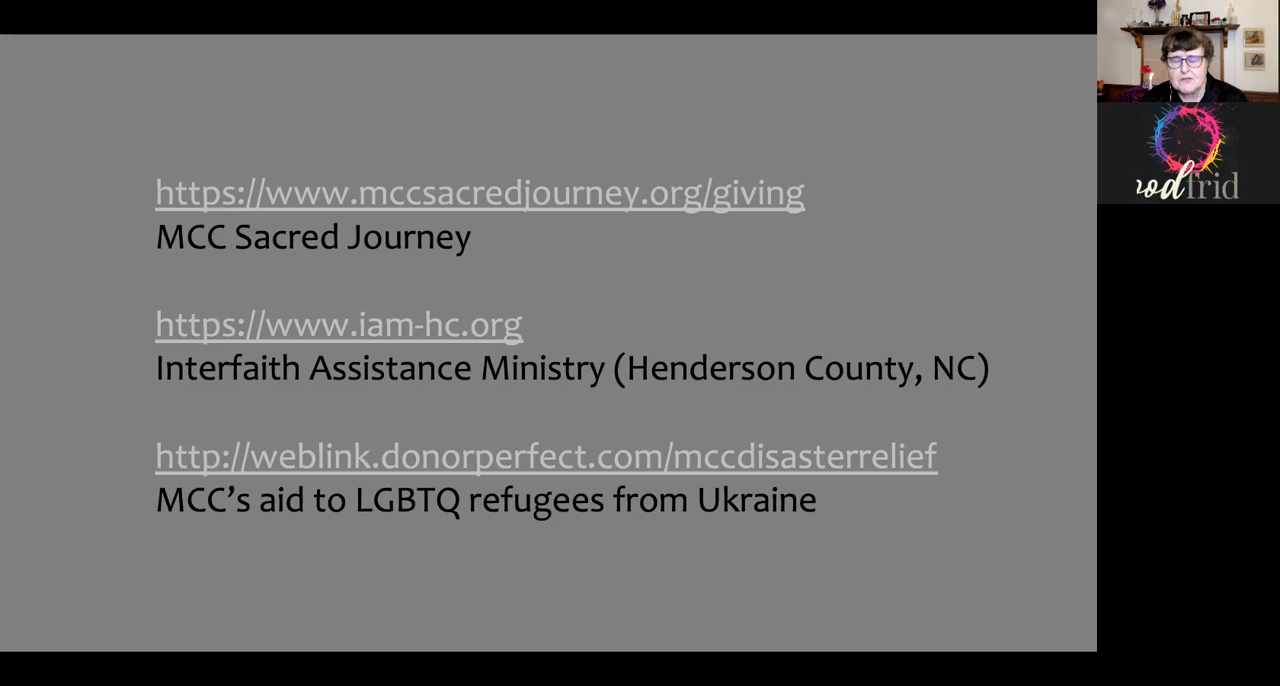 https://www.mccsacredjourney.org/giving
MCC Sacred Journey
https://www.iam-hc.org
Interfaith Assistance Ministry (Henderson County, NC)
http://weblink.donorperfect.com/mccdisasterrelief
MCC’s aid to LGBTQ refugees from Ukraine